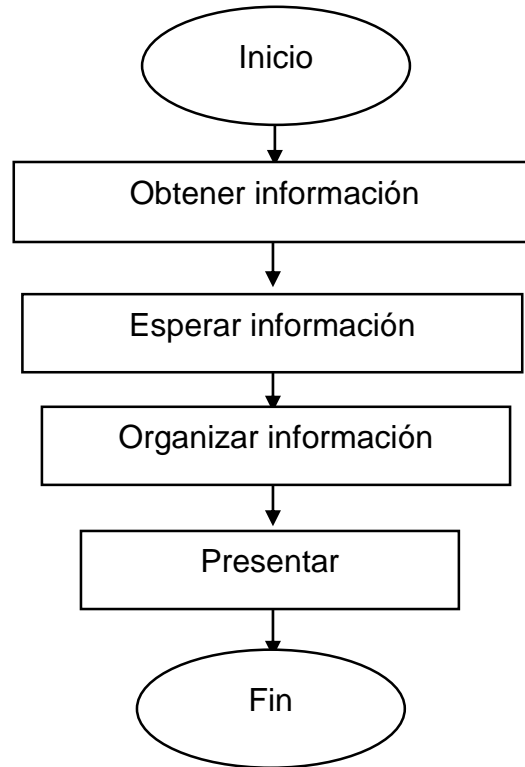 Inicio
Obtener información
Esperar información
Organizar información
Presentar
Fin